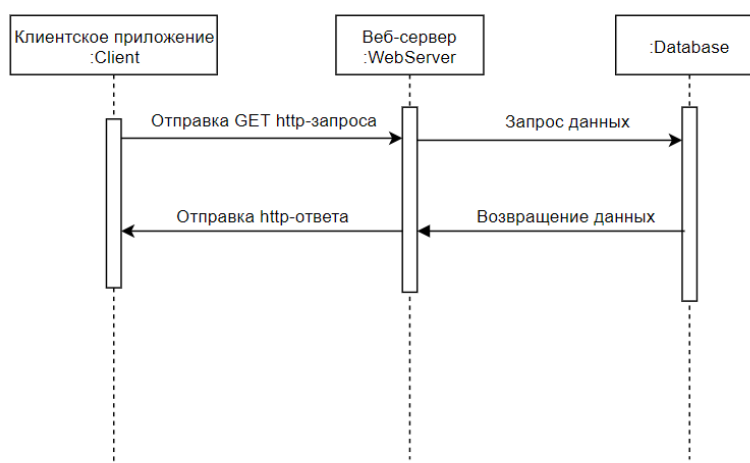 Клиентское приложение
:Client
Веб-сервер
:WebServer
:Database
Отправка GET http-запроса
Запрос данных
Отправка http-ответа
Возвращение данных